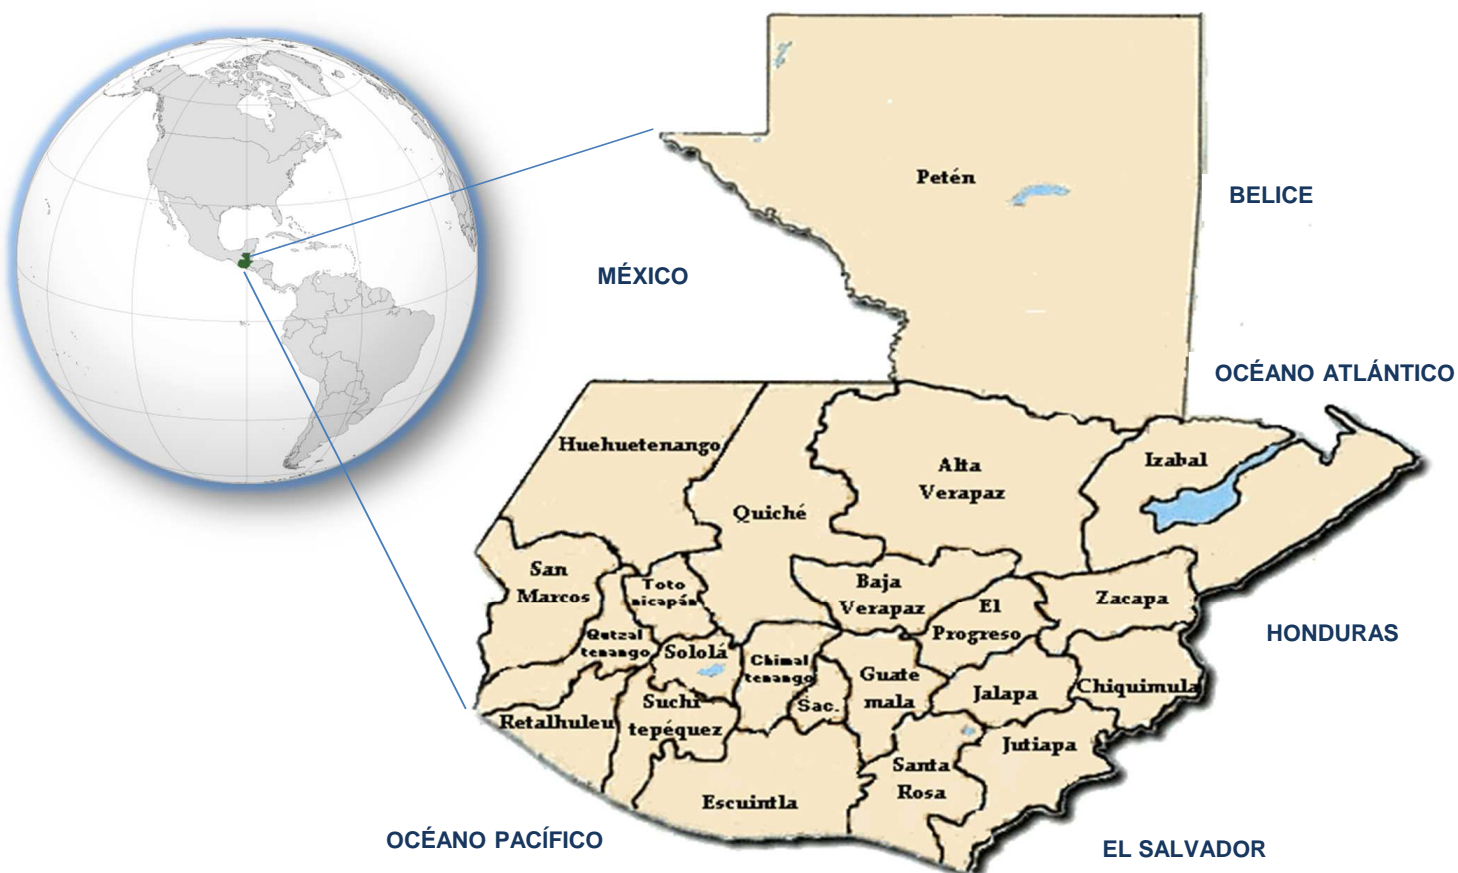 Petén
BELICE
MÉXICO
OCÉANO ATLÁNTICO
Huehuetenango
Izabal
Alta
Verapaz
Quiché
San
Marcos
Toto
nicapán
Baja
Verapaz
El
Progreso
Zacapa
HONDURAS
Qutzal
tenango
Sololá
Chimal
tenango
Guate
mala
Jalapa
Chiquimula
Sac.
Retalhuleu
Suchi
tepéquez
Jutiapa
Santa
Rosa
Escuintla
OCÉANO PACÍFICO
EL SALVADOR